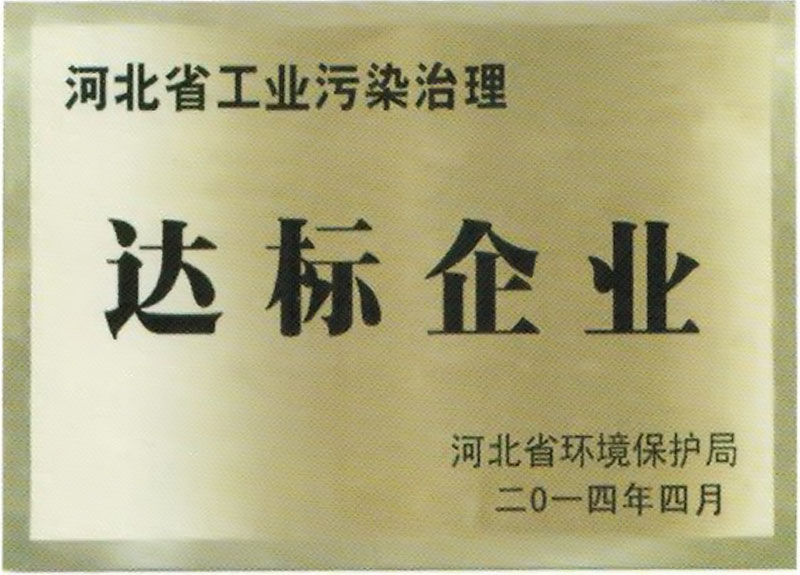 河北省工业污染治理
达标企业
河北省环境保护局
二0一四年四月